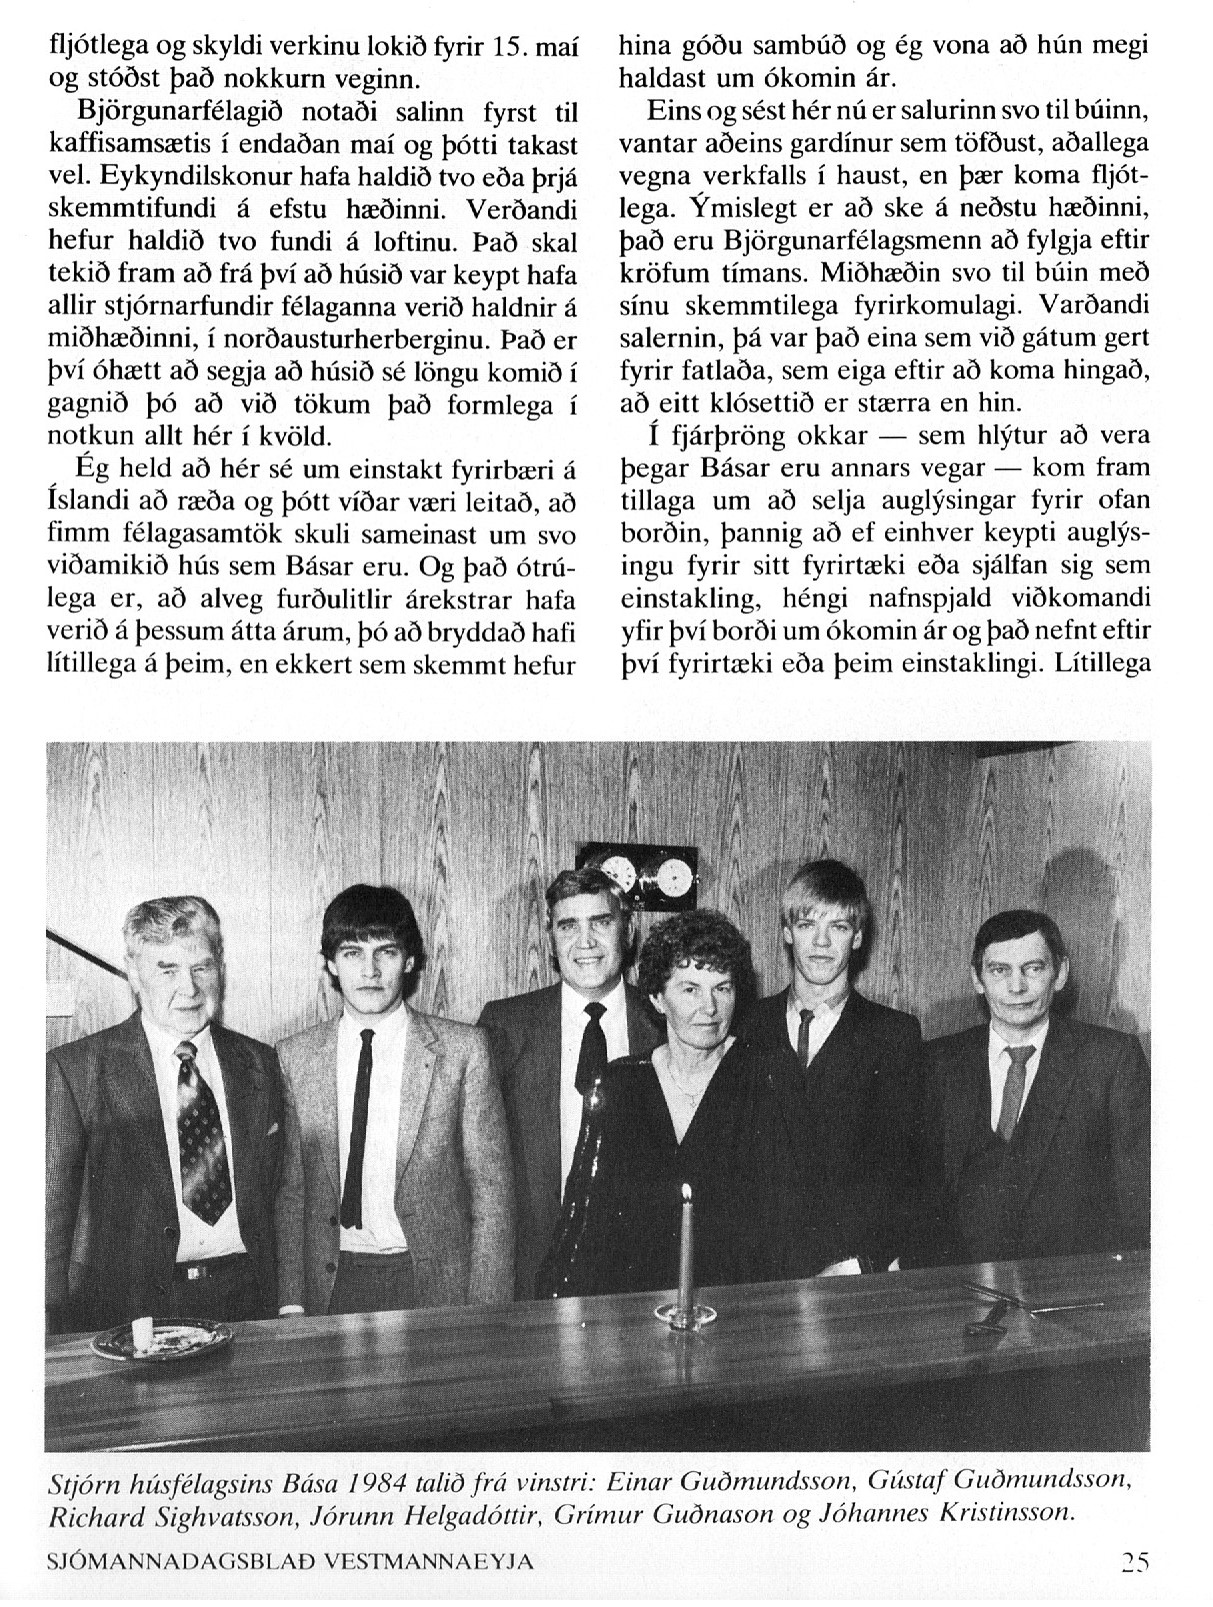 fljótlega og skyldi verkinu lokið fyrir 15. maí
og stóðst það nokkurn veginn.
Björgunarfélagið notaði salinn fyrst til
kaffisamsætis í endaðan maí og þótti takast
vel. Eykyndilskonur hafa haldið tvo eða þrjá
skemmtifundi á efstu hæðinni. Verðandi
hefur haldið tvo fundi á loftinu. Það skal
tekið fram að frá því að húsið var keypt hafa
allir stjórnarfundir félaganna verið haldnir á
miðhæðinni, í norðausturherberginu. Það er
því óhætt að segja að húsið sé löngu komið í
gagnið þó að við tökum það formlega í
notkun allt hér í kvöld.
Ég held að hér sé um einstakt fyrirbæri á
Íslandi að ræða og þótt víðar væri leitað, að
fimm félagasamtök skuli sameinast um svo
viðamikið hús sem Básar eru. Og það ótrú-
lega er, að alveg furðulitlir árekstrar hafa
verið á þessum átta árum, þó að bryddað hafi
lítillega á þeim, en ekkert sem skemmt hefur
hina góðu sambúð og ég vona að hún megi
haldast um ókomin ár.
Eins og sést hér nú er salurinn svo til búinn,
vantar aðeins gardínur sem töfðust, aðallega
vegna verkfalls í haust, en þær koma fljót-
lega. Ýmislegt er að ske á neðstu hæðinni,
það eru Björgunarfélagsmenn að fylgja eftir
kröfum tímans. Miðhæðin svo til búin með
sínu skemmtilega fyrirkomulagi. Varðandi
salernin, þá var það eina sem við gátum gert
fyrir fatlaða, sem eiga eftir að koma hingað,
að eitt klósettið er stærra en hin.
Í fjárþröng okkar — sem hlýtur að vera
þegar Básar eru annars vegar — kom fram
tillaga um að selja auglýsingar fyrir ofan
borðin, þannig að ef einhver keypti auglýs-
ingu fyrir sitt fyrirtæki eða sjálfan sig sem
einstakling, héngi nafnspjald viðkomandi
yfir því borði um ókomin ár og það nefnt eftir
því fyrirtæki eða þeim einstaklingi. Lítillega
Stjórn húsfélagsins Bása 1984 talið frá vinstri: Einar Guðmundsson, Gústaf Guðmundsson,
Richard Sighvatsson, Jórunn Helgadóttir, Grímur Guðnason og Jóhannes Kristinsson.
SJÓMANNADAGSBLAÐ VESTMANNAEYJA
25